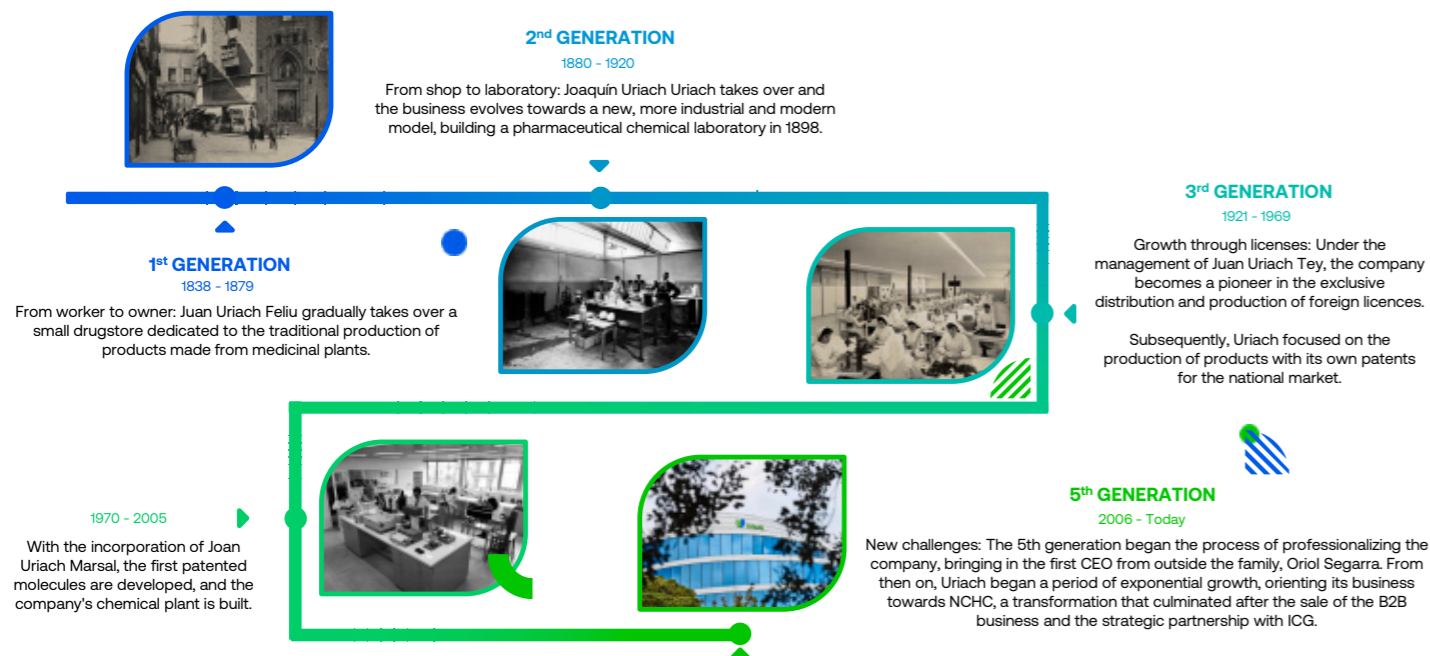 2nd GENERATION
1880 - 1920
From shop to laboratory: Joaquín Uriach Uriach takes over and
the business evolves towards a new, more industrial and modern
model, building a pharmaceutical chemical laboratory in 1898.
1st GENERATION
1838 - 1879
From worker to owner: Juan Uriach Feliu gradually takes over a
small drugstore dedicated to the traditional production of
products made from medicinal plants.
3rd GENERATION
1921 - 1969
Growth through licenses: Under the
management of Juan Uriach Tey, the company
becomes a pioneer in the exclusive
distribution and production of foreign licences.
Subsequently, Uriach focused on the
production of products with its own patents
for the national market.
1970 - 2005
With the incorporation of Joan
Uriach Marsal, the first patented
molecules are developed, and the
company's chemical plant is built.
5th GENERATION
2006 - Today
New challenges: The 5th generation began the process of professionalizing the
company, bringing in the first CEO from outside the family, Oriol Segarra. From
then on, Uriach began a period of exponential growth, orienting its business
towards NCHC, a transformation that culminated after the sale of the B2B
business and the strategic partnership with ICG.